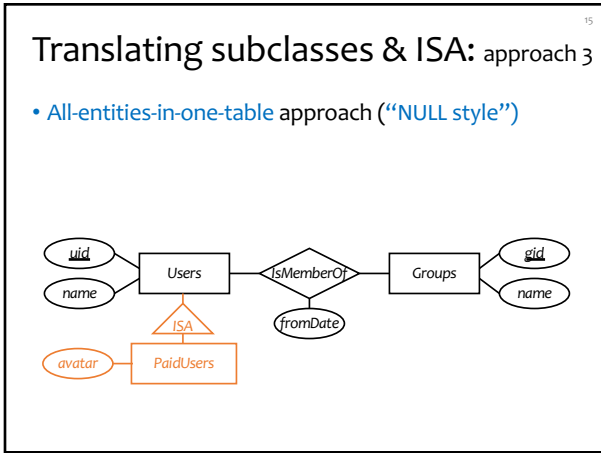 15
Translating subclasses & ISA: approach 3
• All-entities-in-one-table approach (“NULL style”)
uid
gid
Users
IsMemberOf
Groups
name
name
ISA
fromDate
avatar
PaidUsers